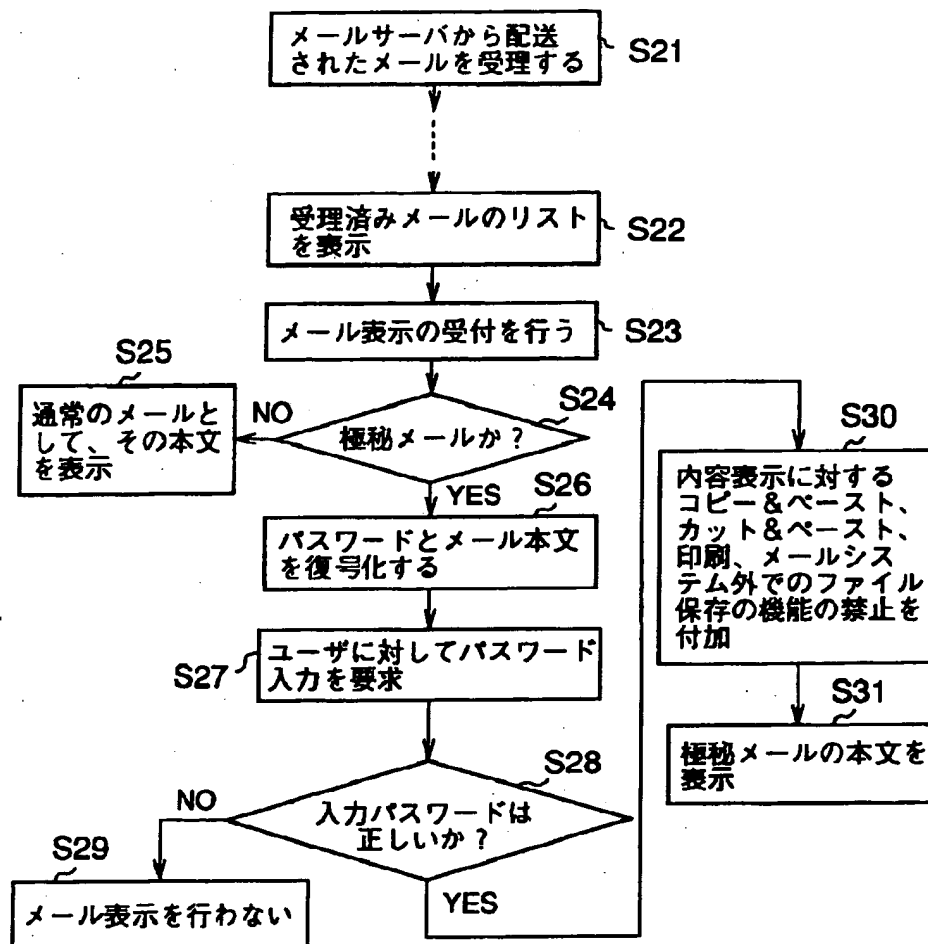 メールサーバから配送
されたメールを受理する
S21
受理済みメールのリスト
を表示
S22
メール表示の受付を行う
S23
S25
通常のメールと
して、その本文
を表示
NO
極秘メールか？
S24
YES
S26
パスワードとメール本文
を復号化する
S27
ユーザに対してパスワード
入力を要求
S28
入力パスワードは
正しいか？
NO
S29
メール表示を行わない
YES
S30
内容表示に対する
コピー＆ペースト、
カット＆ペースト、
印刷、メールシス
テム外でのファイル
保存の機能の禁止を
付加
S31
極秘メールの本文を
表示